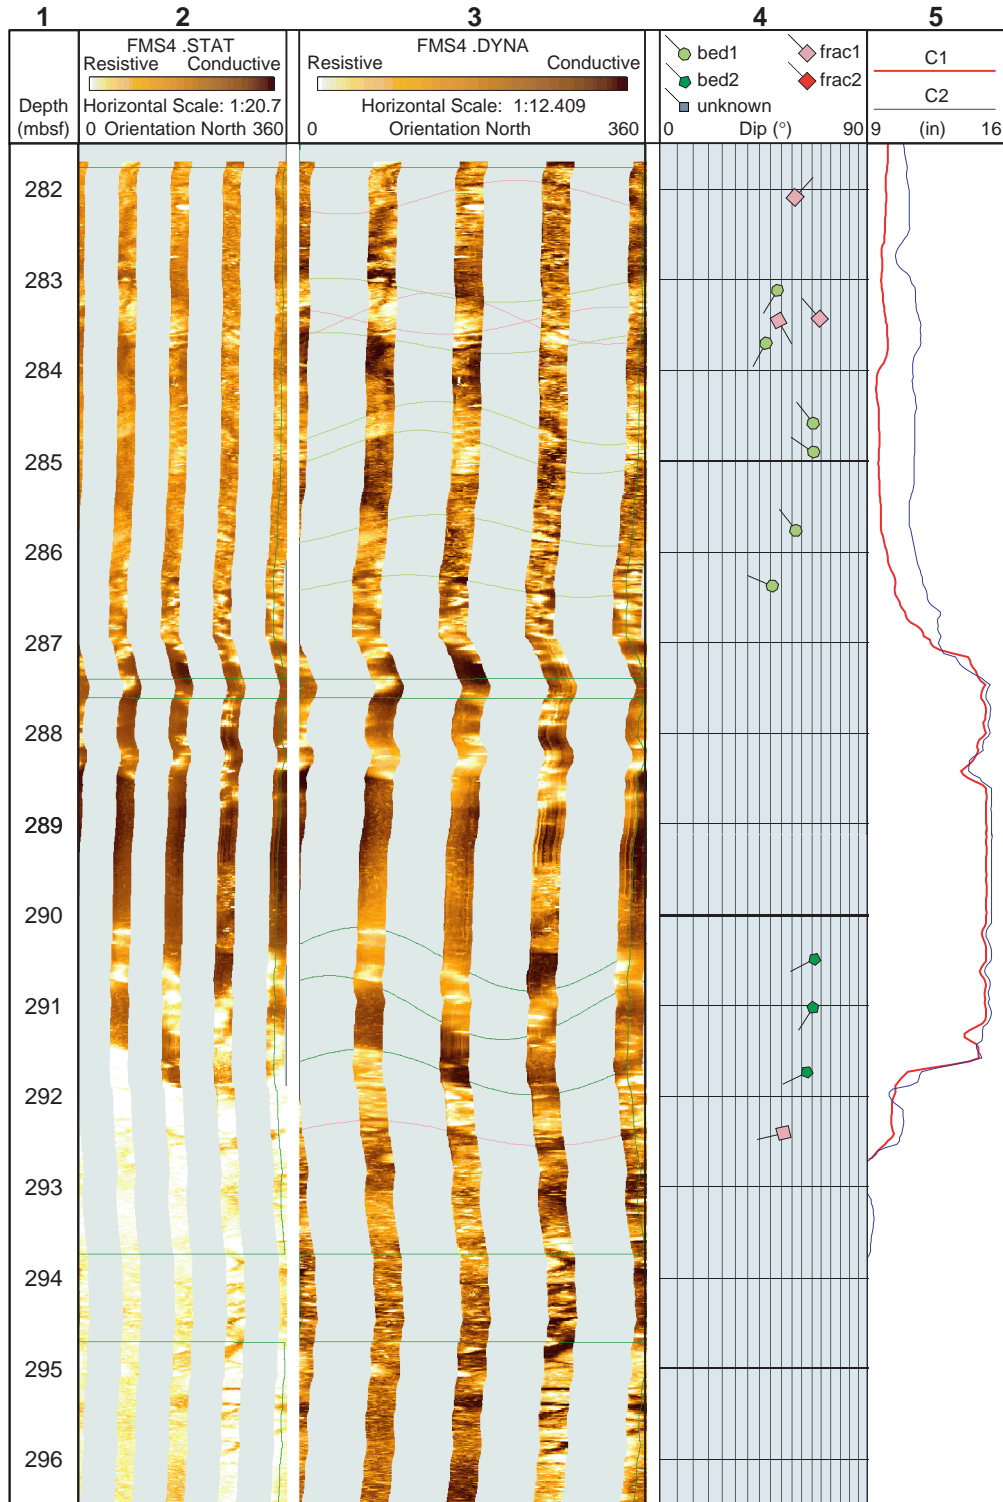 1 2 3 4 5
FMS4 .STAT
Resistive Conductive
Horizontal Scale: 1:20.7
0 Orientation North 360
FMS4 .DYNA
Resistive Conductive
Horizontal Scale: 1:12.409
0 Orientation North 360
Depth
(mbsf)
bed1 frac1
bed2 frac2
unknown
0 Dip (°) 90
C1
C2
9 (in) 16
282
283
284
285
286
287
288
289
290
291
292
293
294
295
296